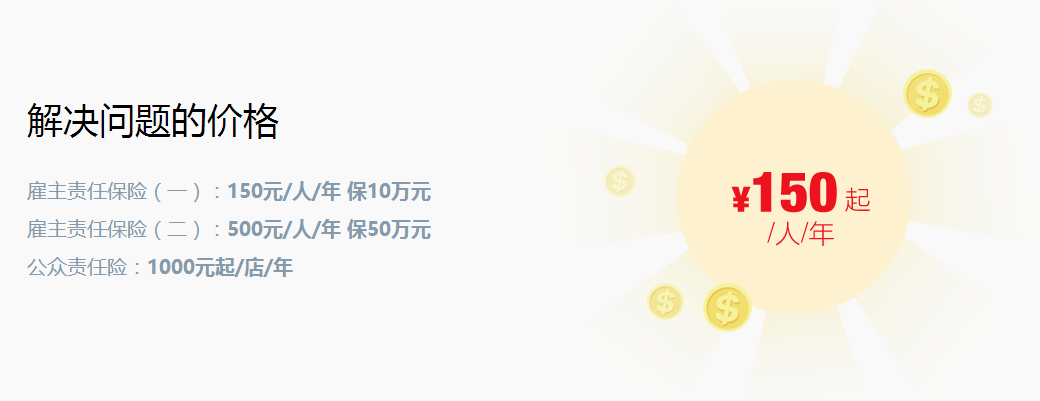 解决问题的价格
雇主责任保险（一）：150元/人/年 保10万元
雇主责任保险（二）：500元/人/年 保50万元
公众责任险：1000元起/店/年
¥150 起
/人/年
$
$
$
$
$